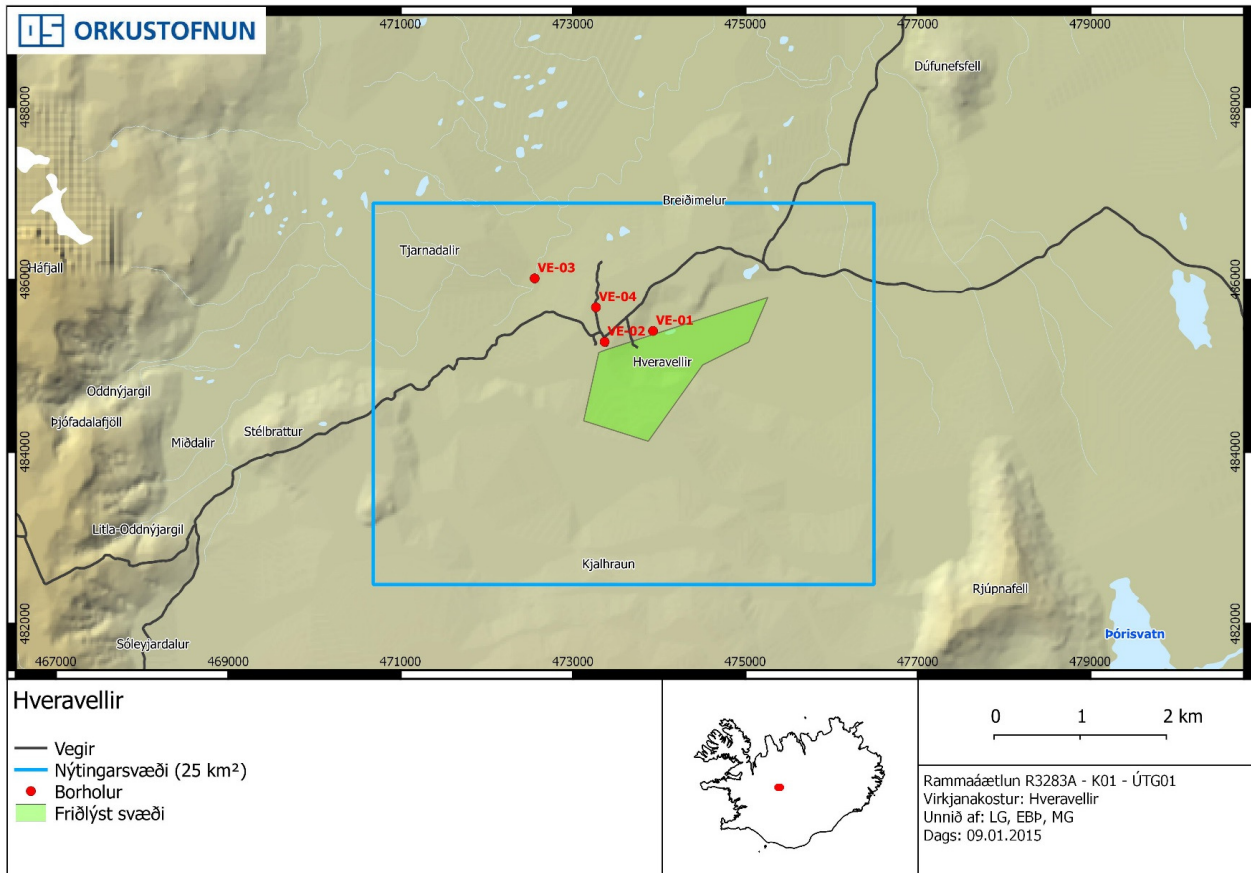 OS ORKUSTOFNUN
471000
473000
475000
477000
479000
488000
488000
Dúfunefsfell
Breiðimelur
Tjarnadalir
Háfjall
VE-03
486000
486000
VE-04
VE-01
VE-02
Hveravellir
Oddnýjargil
Þjófadalafjöll
Stélbrattur
Miðdalir
484000
484000
Litla-Oddnýjargil
Kjalhraun
Rjúpnafell
482000
482000
Þórisvatn
Sóleyjardalur
467000
469000
471000
473000
475000
477000
479000
Hveravellir
Vegir
Nýtingarsvæði (25 km²)
Borholur
Friðlýst svæði
0 1 2 km
Rammaáætlun R3283A - K01 - ÚTG01
Virkjanakostur: Hveravellir
Unnið af: LG, EBÞ, MG
Dags: 09.01.2015